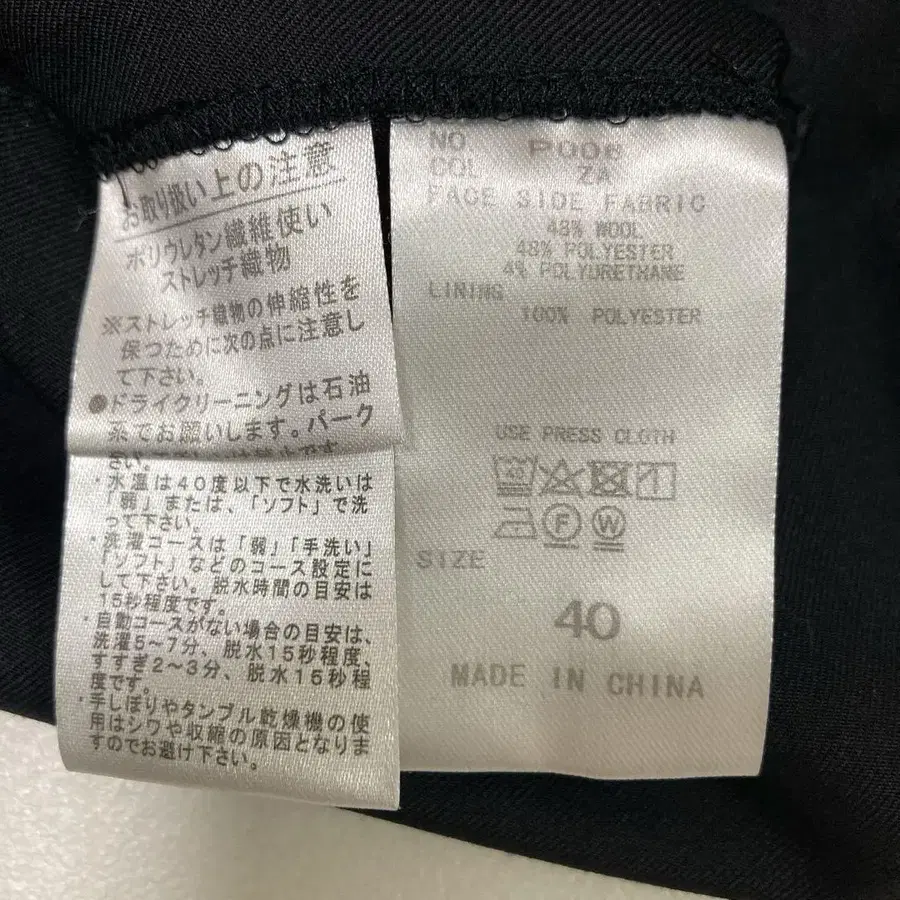 お取り扱い上の注意
ポリウレタン繊維使い
ストレッチ織物
※ストレッチ織物の伸縮性を
保つために次の点に注意し
て下さい。
●ドライクリーニングは石油
系でお願いします。パーク
さい。
・水温は40度以下で水洗いは
「弱」または、「ソフト」で洗
って下さい。
・洗濯コースは「弱」「手洗い」
「ソフト」などのコース設定に
して下さい。脱水時間の目安は
15秒程度です。
・自動コースがない場合の目安は、
洗濯5～7分、脱水15秒程度、
すすぎ2～3分、脱水15秒程
度です。
・手しぼりやタンブル乾燥機の使
用はシワや収縮の原因となりま
すのでお避け下さい。
NO P006
COL ZA
FACE SIDE FABRIC
48% WOOL
48% POLYESTER
4% POLYURETHANE
LINING
100% POLYESTER
USE PRESS CLOTH
F W
SIZE
40
MADE IN CHINA